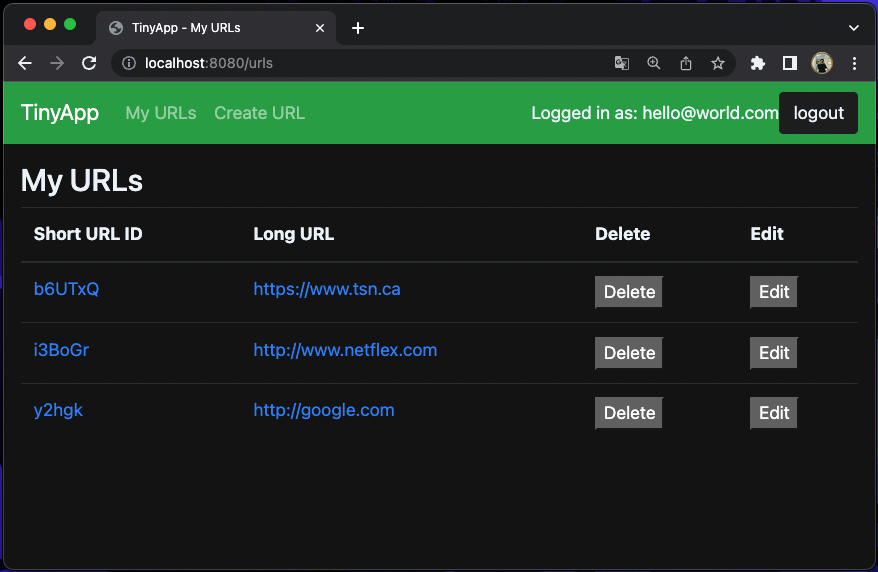 TinyApp - My URLs
localhost:8080/urls
TinyApp My URLs Create URL Logged in as: hello@world.com logout
My URLs
Short URL ID Long URL Delete Edit
b6UTxQ https://www.tsn.ca Delete Edit
i3BoGr http://www.netflex.com Delete Edit
y2hgk http://google.com Delete Edit